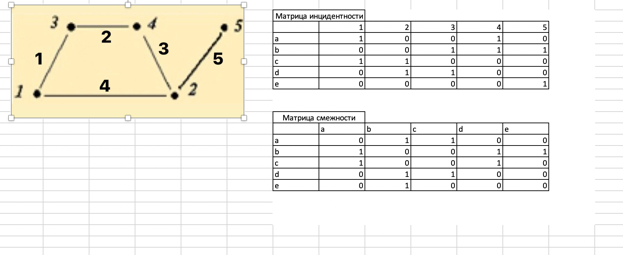 3 4 5
2
1 3 5
4
1 2
Матрица инцидентности
1 2 3 4 5
a 1 0 0 1 0
b 0 0 1 1 1
c 1 1 0 0 0
d 0 1 1 0 0
e 0 0 0 0 1
Матрица смежности
a b c d e
a 0 1 1 0 0
b 1 0 0 1 1
c 1 0 0 1 0
d 0 1 1 0 0
e 0 1 0 0 0